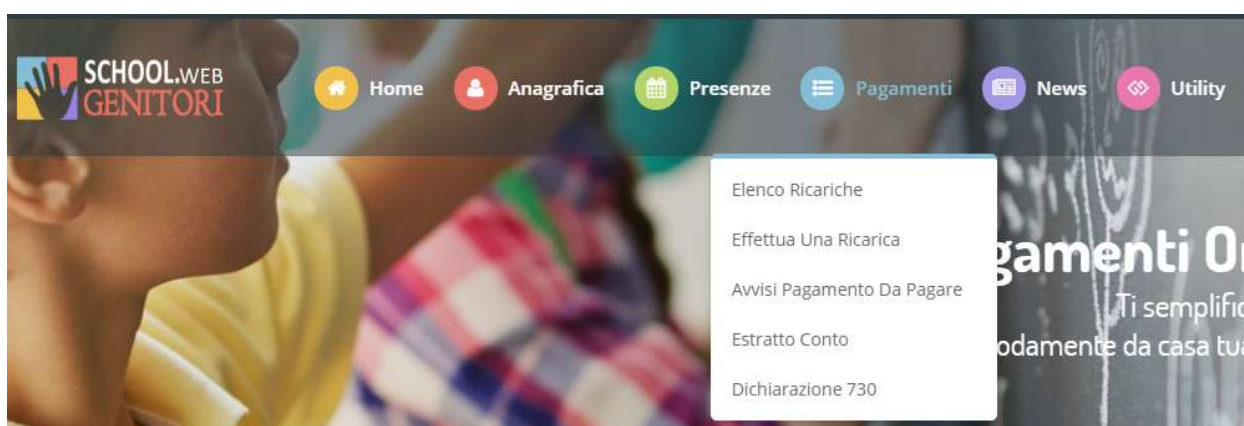 SCHOOL.WEB
GENITORI
Home
Anagrafica
Presenze
Pagamenti
News
Utility
Elenco Ricariche
Effettua Una Ricarica
Avvisi Pagamento Da Pagare
Estratto Conto
Dichiarazione 730
gamenti O
Ti semplific
odamente da casa tua